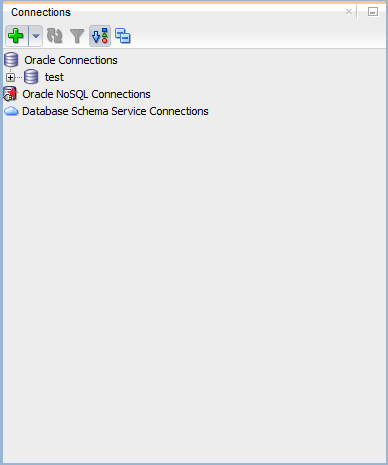 Connections
Oracle Connections
test
Oracle NoSQL Connections
Database Schema Service Connections